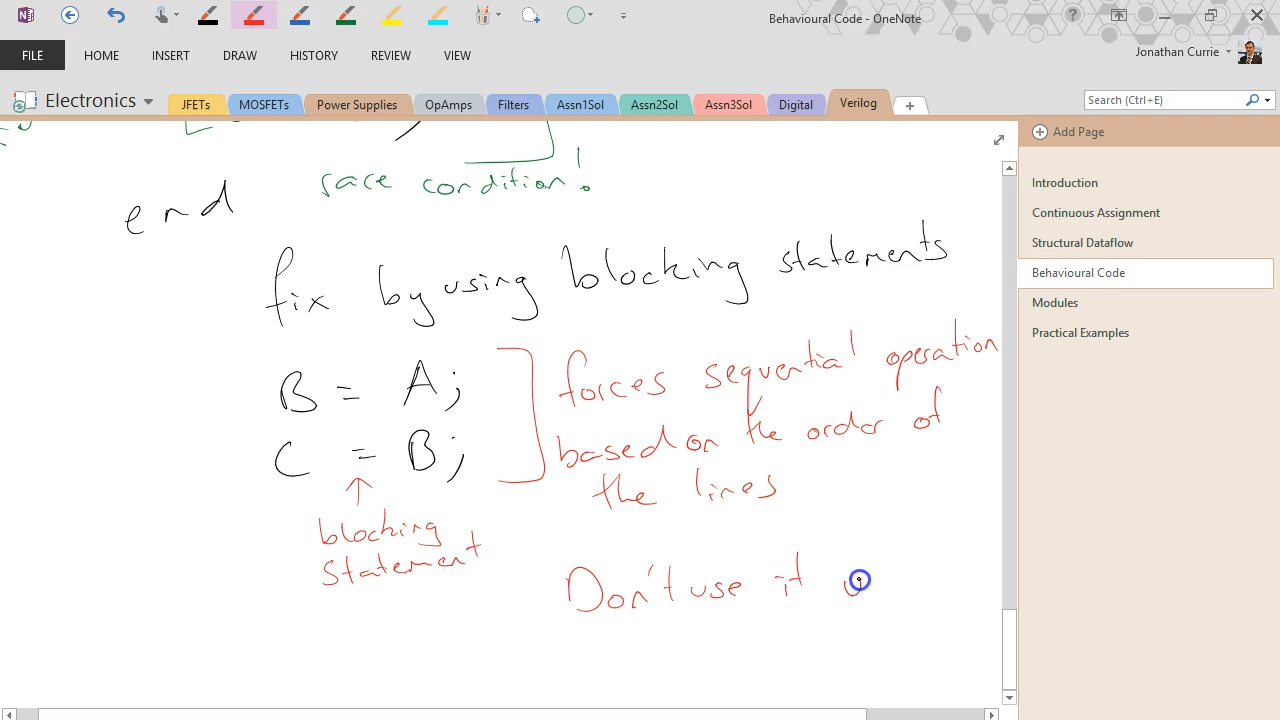 Behavioural Code - OneNote
Jonathan Currie
FILE HOME INSERT DRAW HISTORY REVIEW VIEW
Electronics JFETs MOSFETs Power Supplies OpAmps Filters Assn1Sol Assn2Sol Assn3Sol Digital Verilog
Search (Ctrl+E)
Add Page
Introduction
Continuous Assignment
Structural Dataflow
Behavioural Code
Modules
Practical Examples
race condition!
end
fix by using blocking statements
B = A;
C = B;
blocking
statement
forces sequential operation
based on the order of
the lines
Don't use it